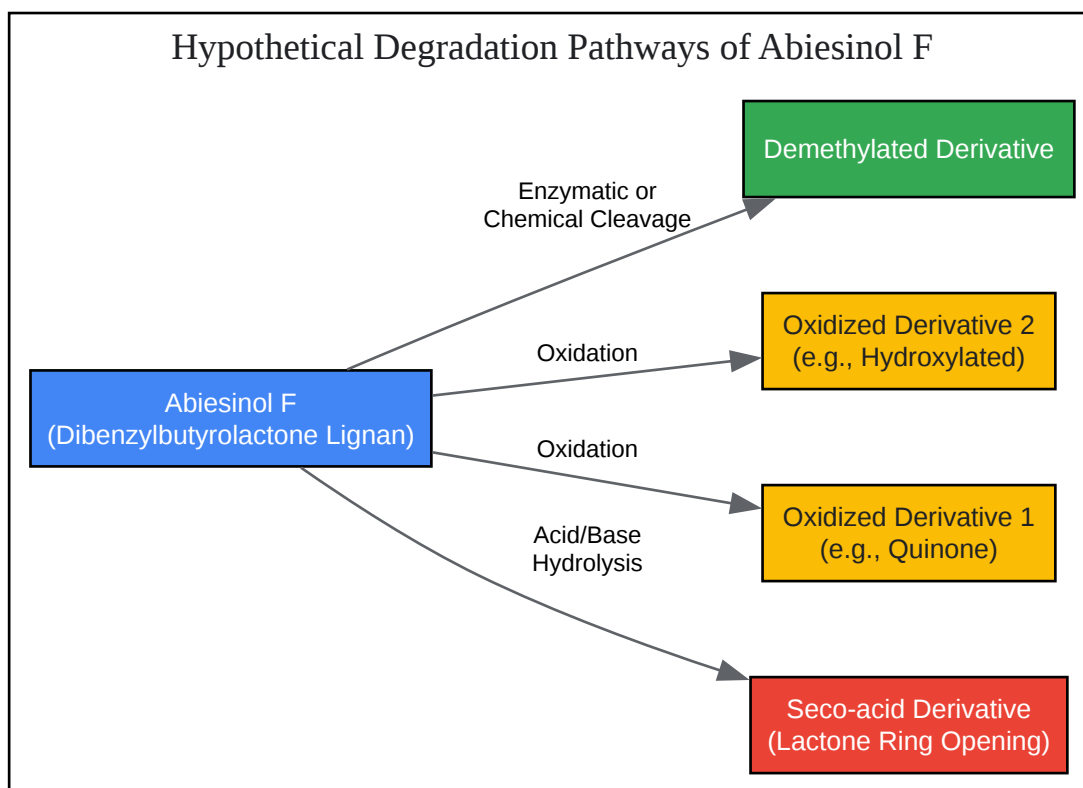 Hypothetical Degradation Pathways of Abiesinol F
Demethylated Derivative
Enzymatic or
Chemical Cleavage
Oxidized Derivative 2
(e.g., Hydroxylated)
Oxidation
Abiesinol F
(Dibenzylbutyrolactone Lignan)
Oxidation
Oxidized Derivative 1
(e.g., Quinone)
Acid/Base
Hydrolysis
Seco-acid Derivative
(Lactone Ring Opening)